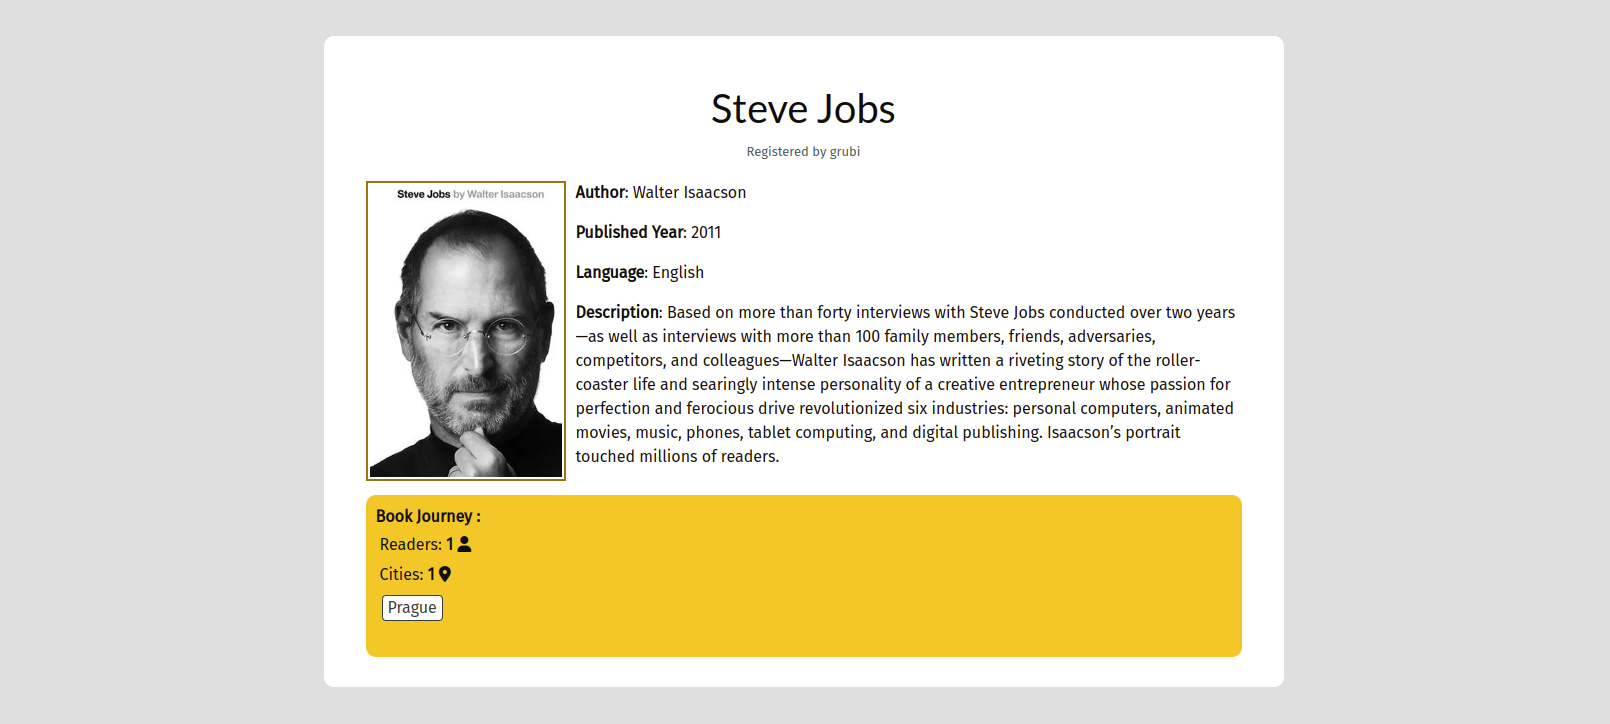 Steve Jobs
Registered by grubi
Steve Jobs by Walter Isaacson
Author: Walter Isaacson
Published Year: 2011
Language: English
Description: Based on more than forty interviews with Steve Jobs conducted over two years
—as well as interviews with more than 100 family members, friends, adversaries,
competitors, and colleagues—Walter Isaacson has written a riveting story of the roller-
coaster life and searingly intense personality of a creative entrepreneur whose passion for
perfection and ferocious drive revolutionized six industries: personal computers, animated
movies, music, phones, tablet computing, and digital publishing. Isaacson’s portrait
touched millions of readers.
Book Journey :
Readers: 1
Cities: 1
Prague